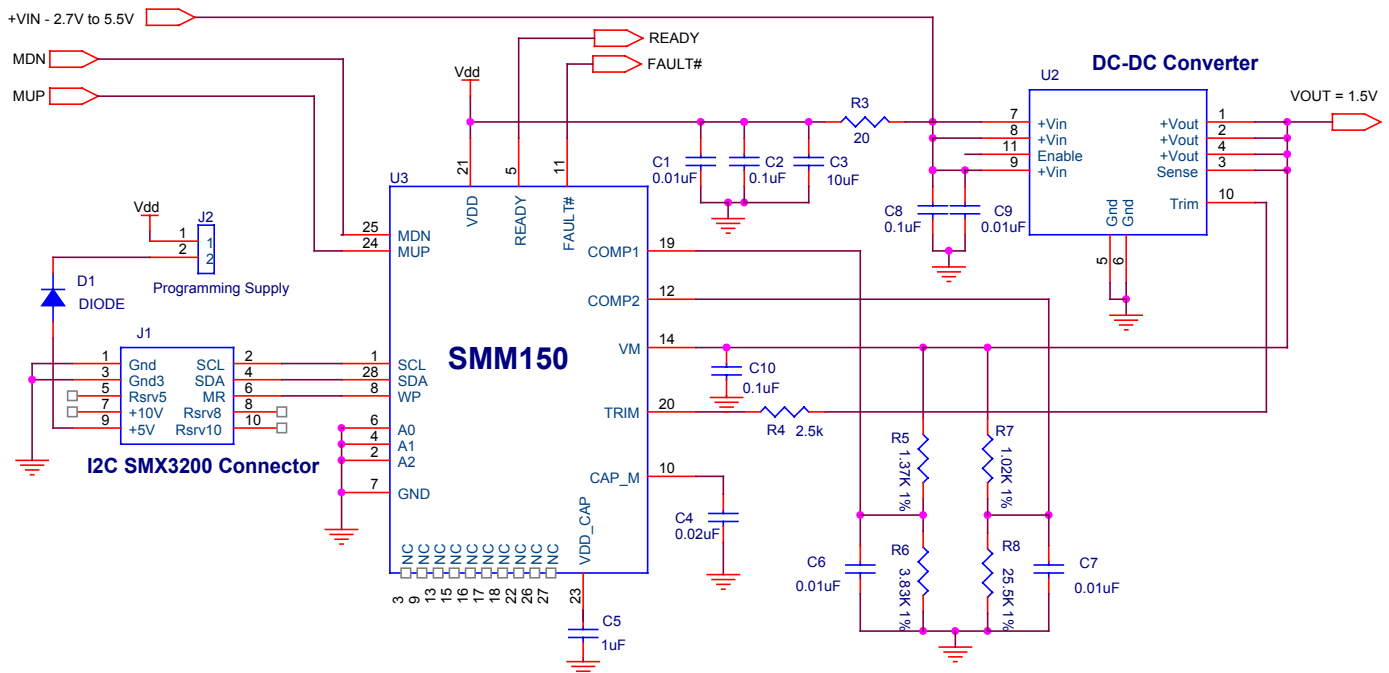 +VIN - 2.7V to 5.5V
MDN
MUP
READY
FAULT#
Vdd
DC-DC Converter
U2
VOUT = 1.5V
R3
20
7 +Vin
8 +Vin
11 Enable
9 +Vin
+Vout 1
+Vout 2
+Vout 4
Sense 3
Trim 10
Gnd 5
Gnd 6
C1
0.01uF
C2
0.1uF
C3
10uF
C8
0.1uF
C9
0.01uF
U3
21 VDD
5 READY
11 FAULT#
25 MDN
24 MUP
COMP1 19
COMP2 12
VM 14
TRIM 20
CAP_M 10
SMM150
1 SCL
28 SDA
8 WP
6 A0
4 A1
2 A2
7 GND
NC NC NC NC NC NC NC NC NC NC
3 9 13 15 16 17 18 22 26 27
VDD_CAP
23
C5
1uF
Vdd
J2
1 1
2 2
Programming Supply
D1
DIODE
J1
1 Gnd SCL 2
3 Gnd3 SDA 4
5 Rsrv5 MR 6
7 +10V Rsrv8 8
9 +5V Rsrv10 10
I2C SMX3200 Connector
C10
0.1uF
R4 2.5k
C4
0.02uF
R5
1.37K 1%
R7
1.02K 1%
R6
3.83K 1%
R8
25.5K 1%
C6
0.01uF
C7
0.01uF